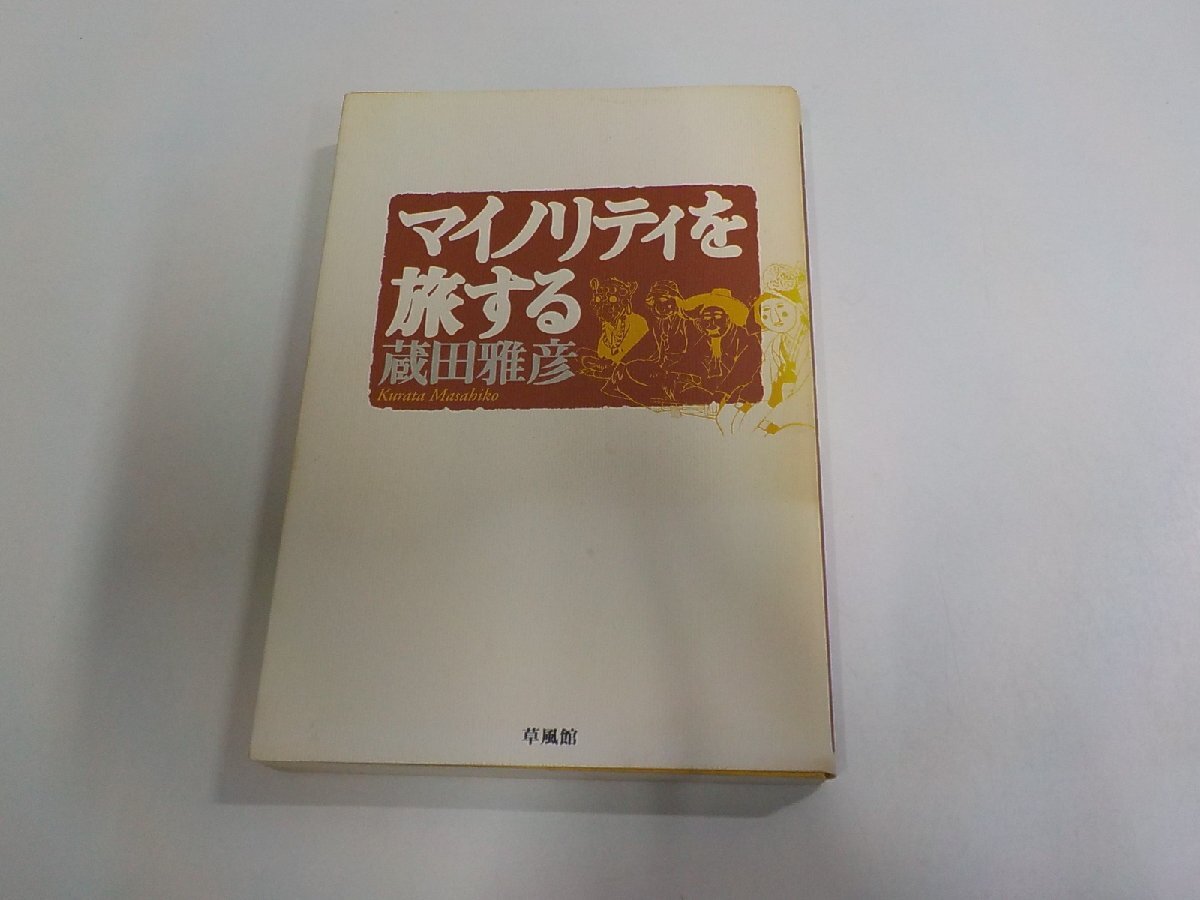 マイノリティを
旅する
蔵田雅彦
Kurata Masahiko
草風館